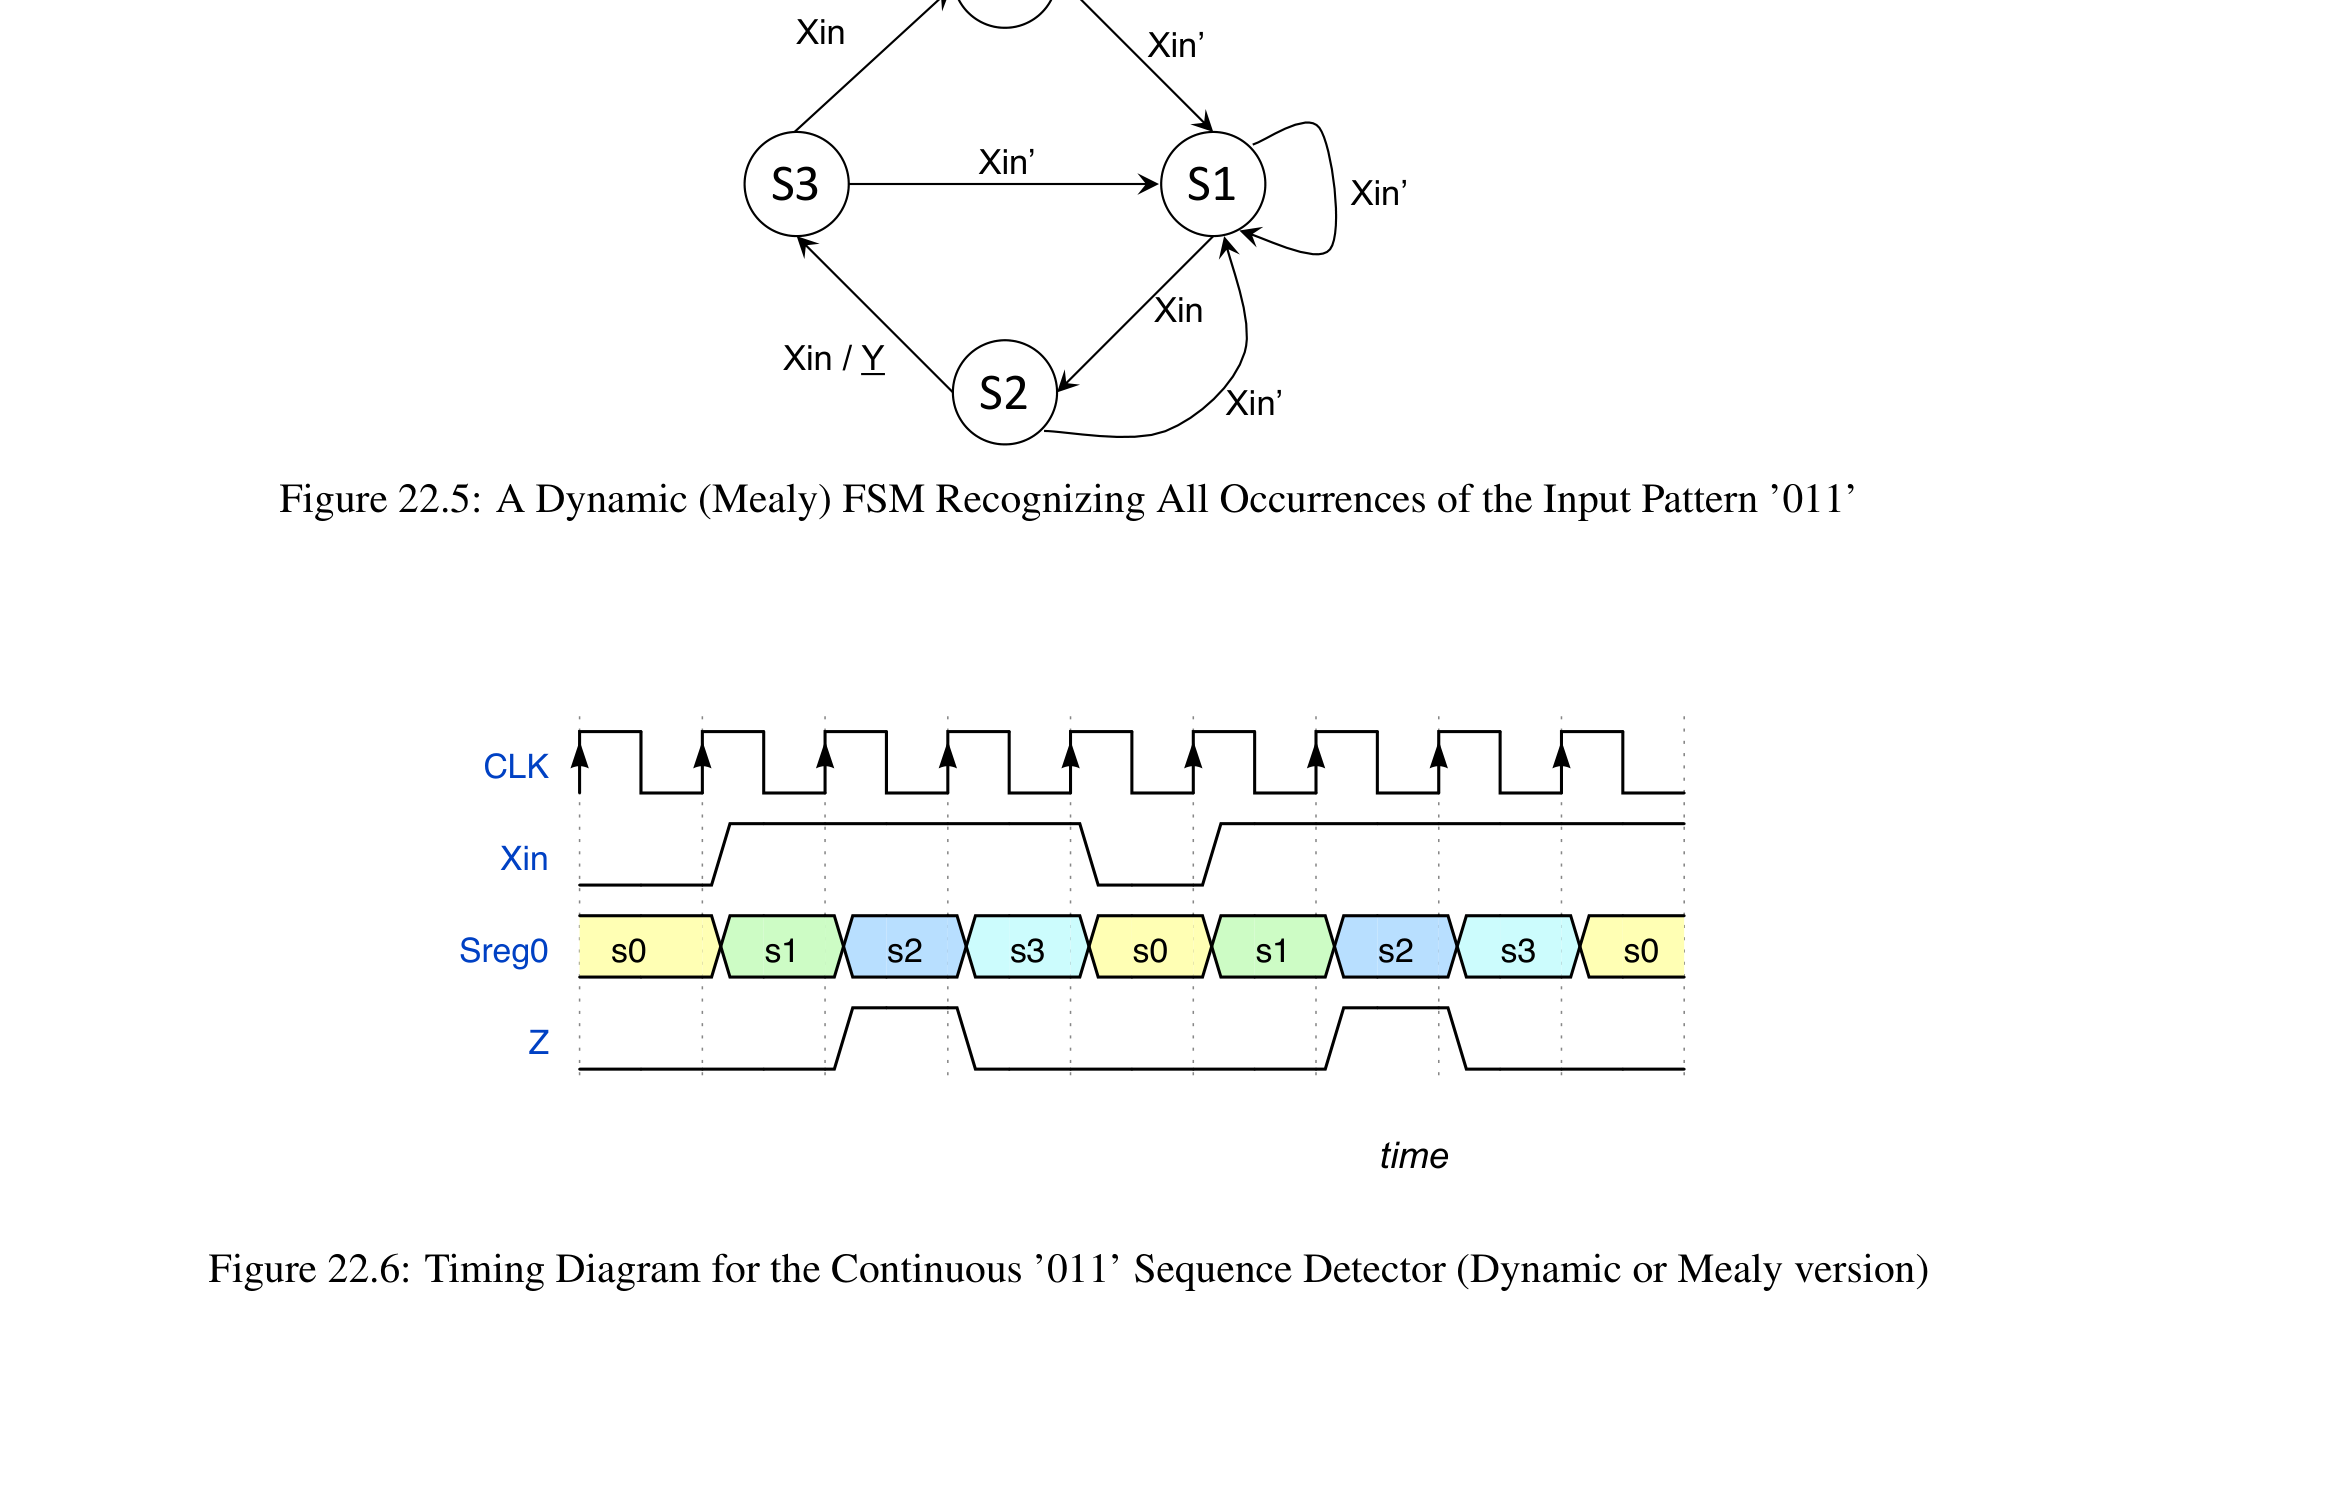 Xin
Xin’
S3
Xin’
S1
Xin’
Xin
Xin / Y
S2
Xin’
Figure 22.5: A Dynamic (Mealy) FSM Recognizing All Occurrences of the Input Pattern ’011’
CLK
Xin
Sreg0 s0 s1 s2 s3 s0 s1 s2 s3 s0
Z
time
Figure 22.6: Timing Diagram for the Continuous ’011’ Sequence Detector (Dynamic or Mealy version)